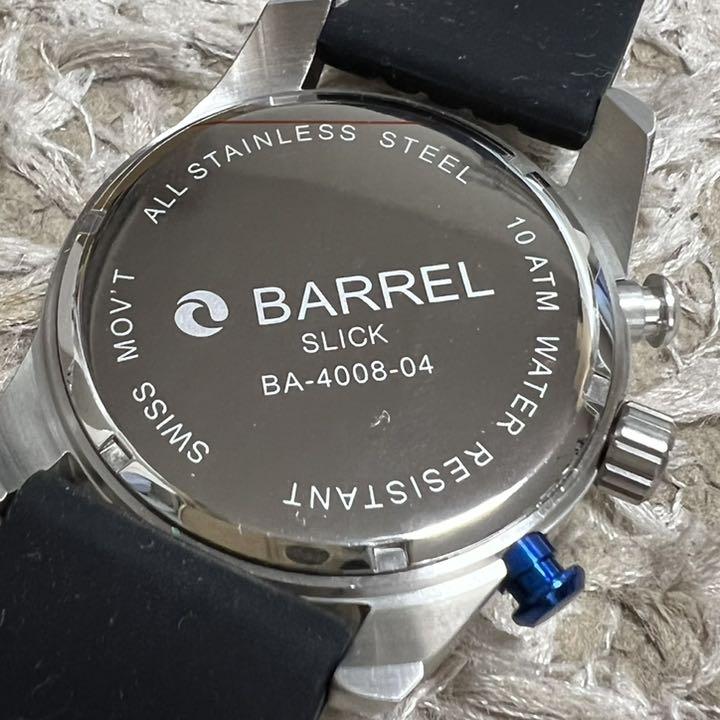 ALL STAINLESS STEEL
10 ATM WATER RESISTANT
SWISS MOV'T
BARREL
SLICK
BA-4008-04